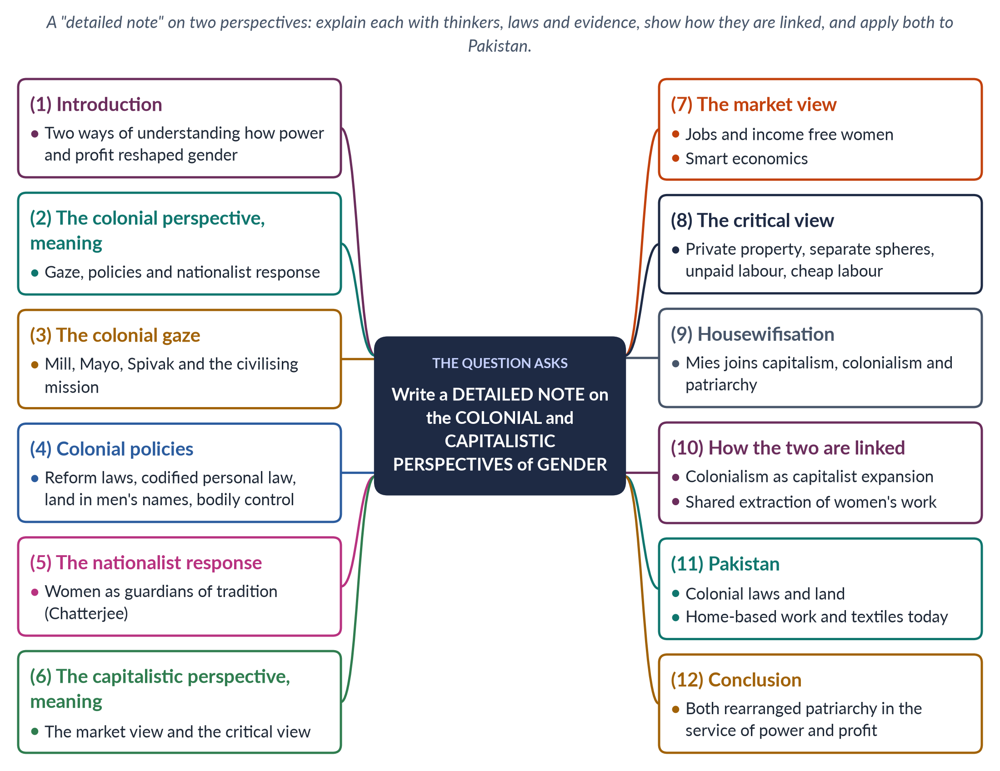 A "detailed note" on two perspectives: explain each with thinkers, laws and evidence, show how they are linked, and apply both to
Pakistan.
(1) Introduction
• Two ways of understanding how power
and profit reshaped gender
(2) The colonial perspective,
meaning
• Gaze, policies and nationalist response
(3) The colonial gaze
• Mill, Mayo, Spivak and the civilising
mission
(4) Colonial policies
• Reform laws, codified personal law,
land in men's names, bodily control
(5) The nationalist response
• Women as guardians of tradition
(Chatterjee)
(6) The capitalistic perspective,
meaning
• The market view and the critical view
THE QUESTION ASKS
Write a DETAILED NOTE on
the COLONIAL and
CAPITALISTIC
PERSPECTIVES of GENDER
(7) The market view
• Jobs and income free women
• Smart economics
(8) The critical view
• Private property, separate spheres,
unpaid labour, cheap labour
(9) Housewifisation
• Mies joins capitalism, colonialism and
patriarchy
(10) How the two are linked
• Colonialism as capitalist expansion
• Shared extraction of women's work
(11) Pakistan
• Colonial laws and land
• Home-based work and textiles today
(12) Conclusion
• Both rearranged patriarchy in the
service of power and profit